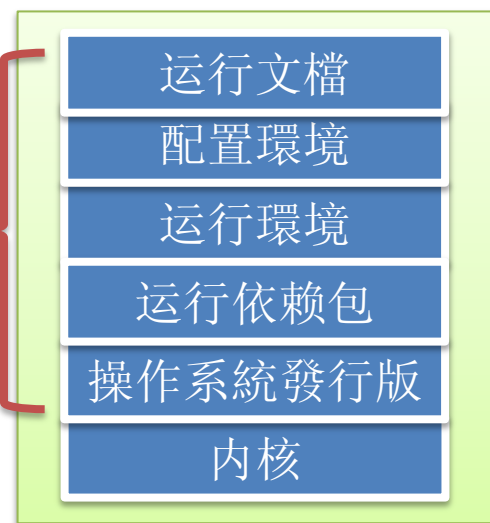 运行文檔
配置環境
运行環境
运行依赖包
操作系統發行版
内核